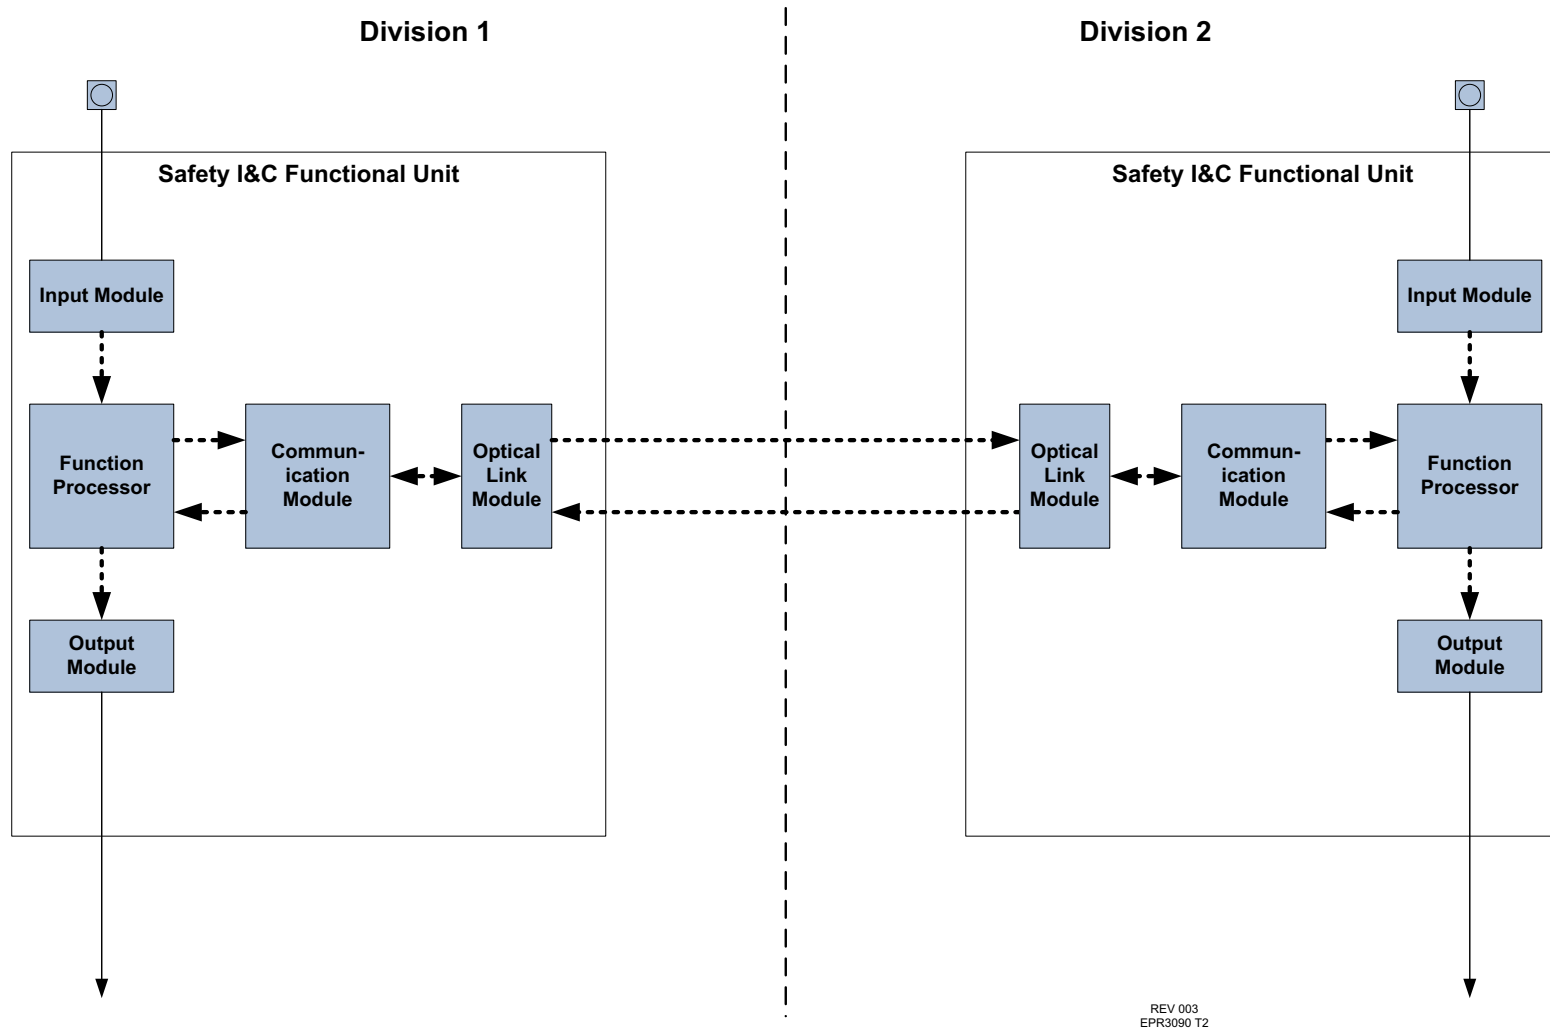 Division 1
Division 2
Safety I&C Functional Unit
Safety I&C Functional Unit
Input Module
Input Module
Function
Processor
Commun-
ication
Module
Optical
Link
Module
Optical
Link
Module
Commun-
ication
Module
Function
Processor
Output
Module
Output
Module
REV 003
EPR3090 T2